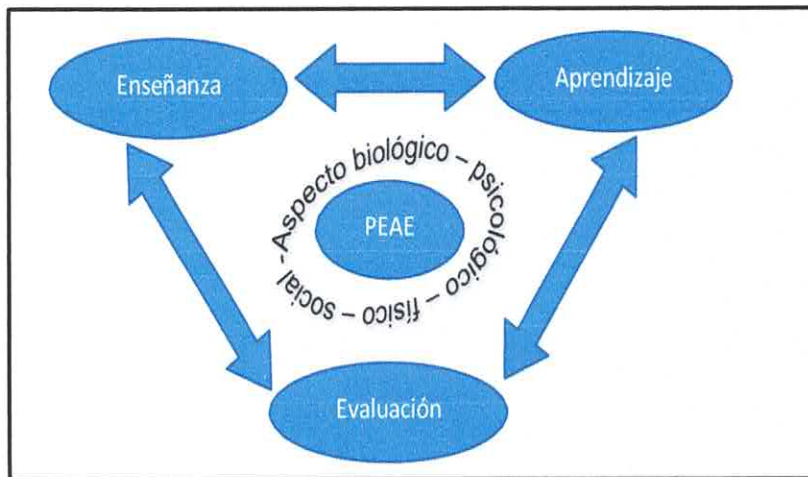 Enseñanza
Aprendizaje
-Aspecto biológico – psicológico – físico – social
PEAE
Evaluación